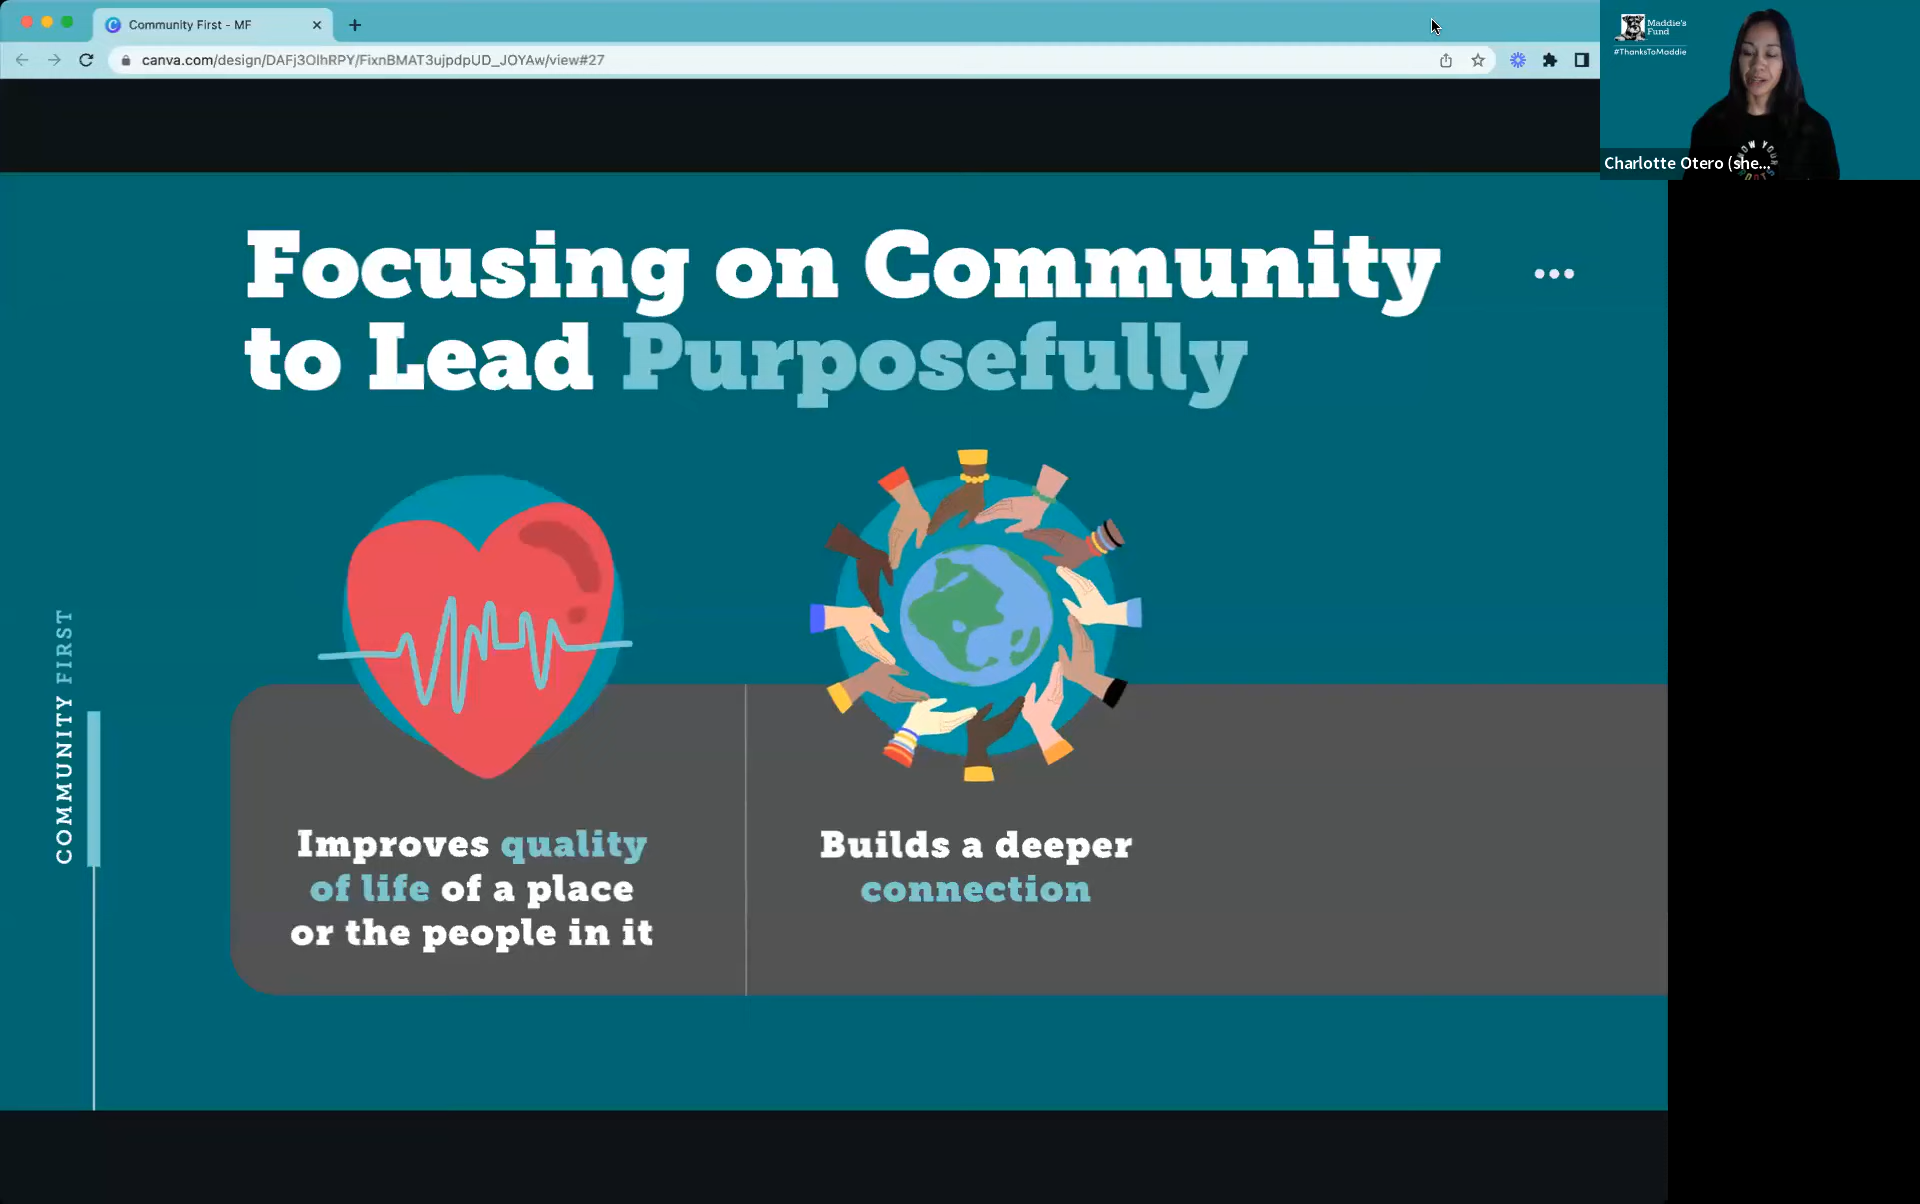 Community First - MF
canva.com/design/DAFj3OlhRPY/FixnBMAT3ujpdpUD_JOYAw/view#27
Maddie's
Fund
#ThanksToMaddie
Charlotte Otero (she...
Focusing on Community
to Lead Purposefully
COMMUNITY FIRST
Improves quality
of life of a place
or the people in it
Builds a deeper
connection